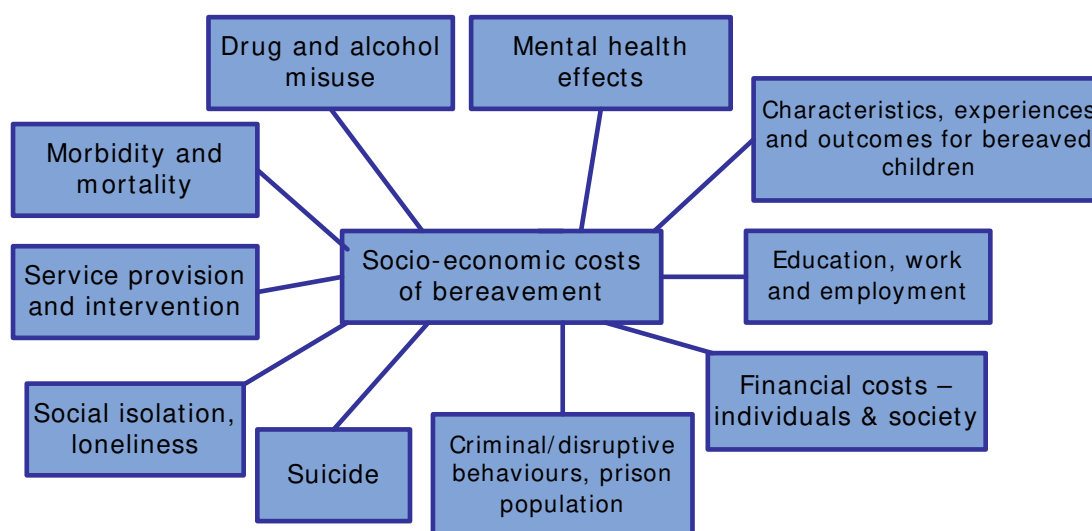 Drug and alcohol
misuse
Mental health
effects
Characteristics, experiences
and outcomes for bereaved
children
Morbidity and
mortality
Socio-economic costs
of bereavement
Education, work
and employment
Service provision
and intervention
Financial costs –
individuals & society
Social isolation,
loneliness
Suicide
Criminal/disruptive
behaviours, prison
population